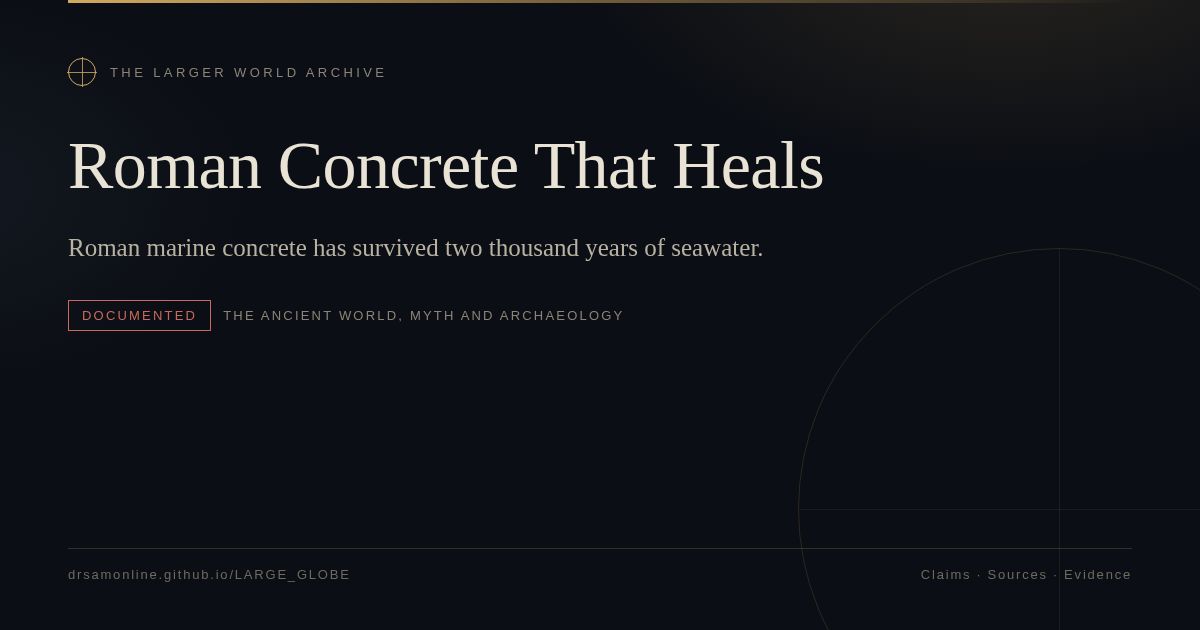 THE LARGER WORLD ARCHIVE
Roman Concrete That Heals
Roman marine concrete has survived two thousand years of seawater.
DOCUMENTED THE ANCIENT WORLD, MYTH AND ARCHAEOLOGY
drsamonline.github.io/LARGE_GLOBE Claims · Sources · Evidence